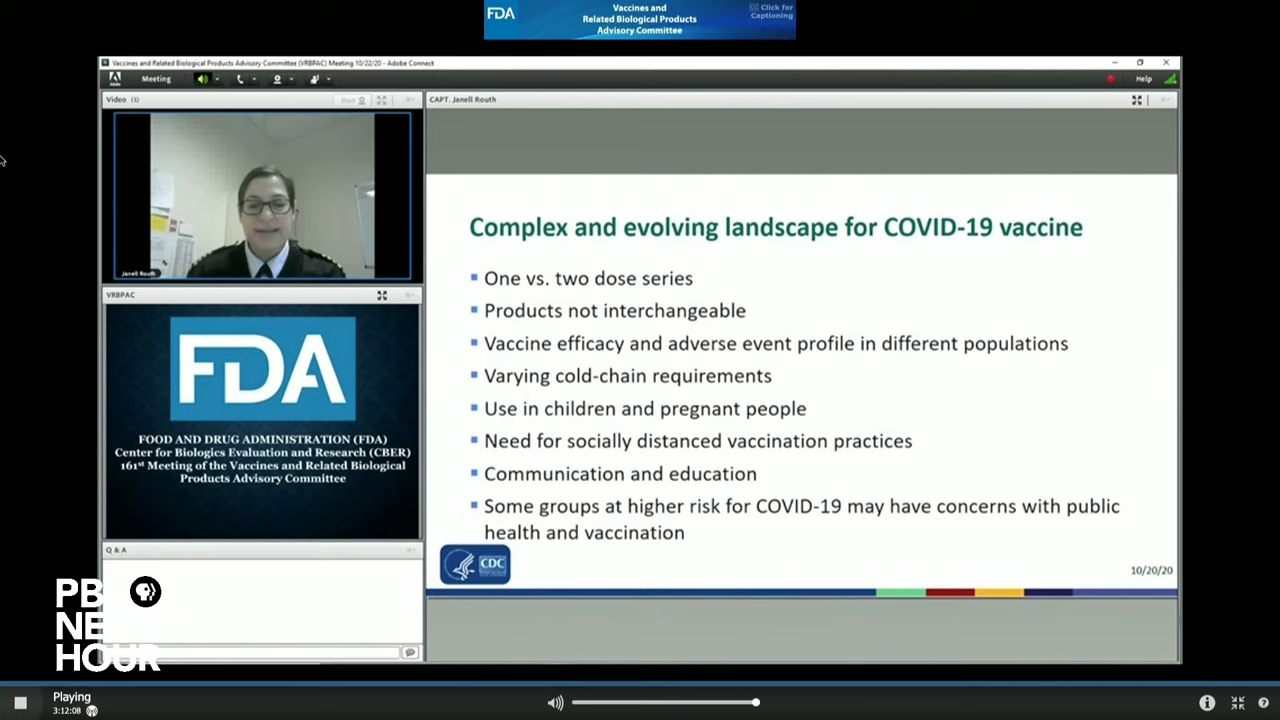 FDA
Vaccines and
Related Biological Products
Advisory Committee
Click for
Captioning
Vaccines and Related Biological Products Advisory Committee (VRBPAC) Meeting 10/22/20 - Adobe Connect
Meeting
Help
Video (1)
Start
Janell Routh
CAPT. Janell Routh
VRBPAC
FDA
FOOD AND DRUG ADMINISTRATION (FDA)
Center for Biologics Evaluation and Research (CBER)
161st Meeting of the Vaccines and Related Biological
Products Advisory Committee
Q & A
Complex and evolving landscape for COVID-19 vaccine
One vs. two dose series
Products not interchangeable
Vaccine efficacy and adverse event profile in different populations
Varying cold-chain requirements
Use in children and pregnant people
Need for socially distanced vaccination practices
Communication and education
Some groups at higher risk for COVID-19 may have concerns with public
health and vaccination
CDC
10/20/20
PB
NE
HOUR
Playing
3:12:08